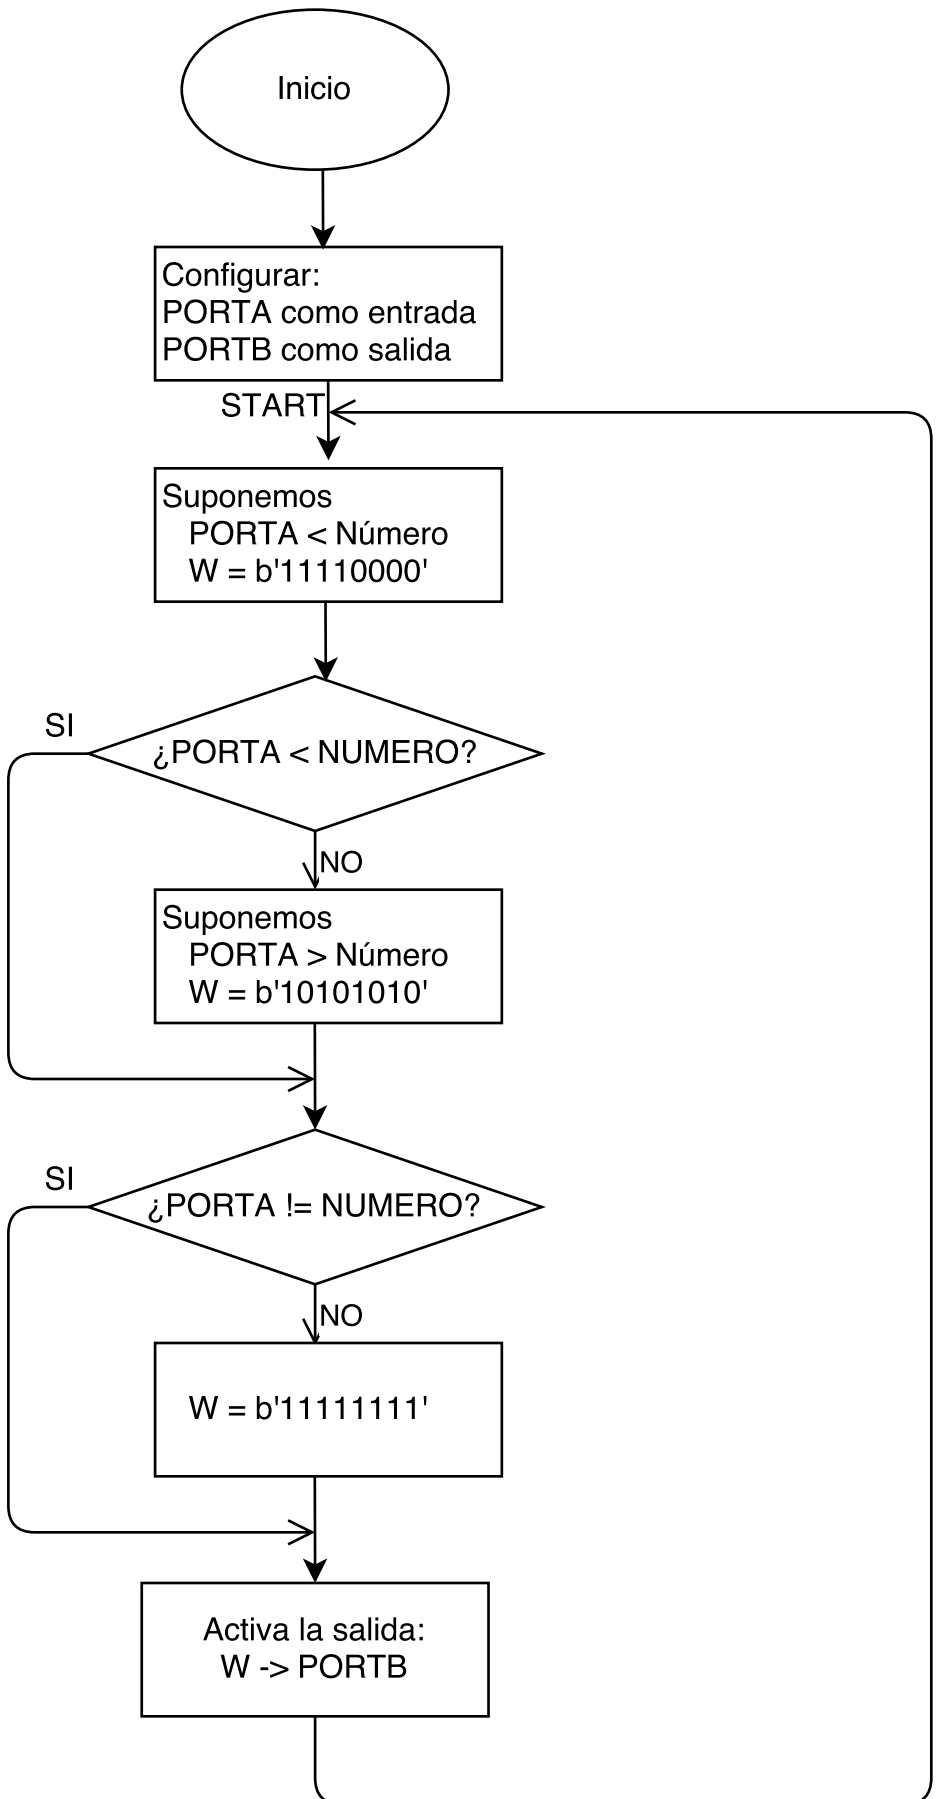 Inicio
Configurar:
PORTA como entrada
PORTB como salida
START
Suponemos
PORTA < Número
W = b'11110000'
SI
¿PORTA < NUMERO?
NO
Suponemos
PORTA > Número
W = b'10101010'
SI
¿PORTA != NUMERO?
NO
W = b'11111111'
Activa la salida:
W -> PORTB